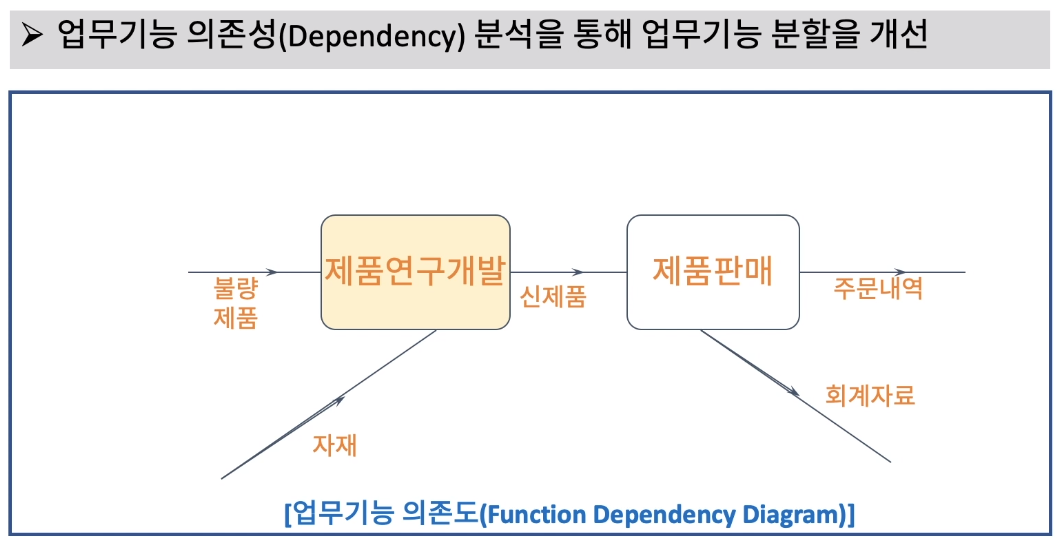 ➢ 업무기능 의존성(Dependency) 분석을 통해 업무기능 분할을 개선
제품연구개발
제품판매
불량
제품
신제품
주문내역
자재
회계자료
[업무기능 의존도(Function Dependency Diagram)]